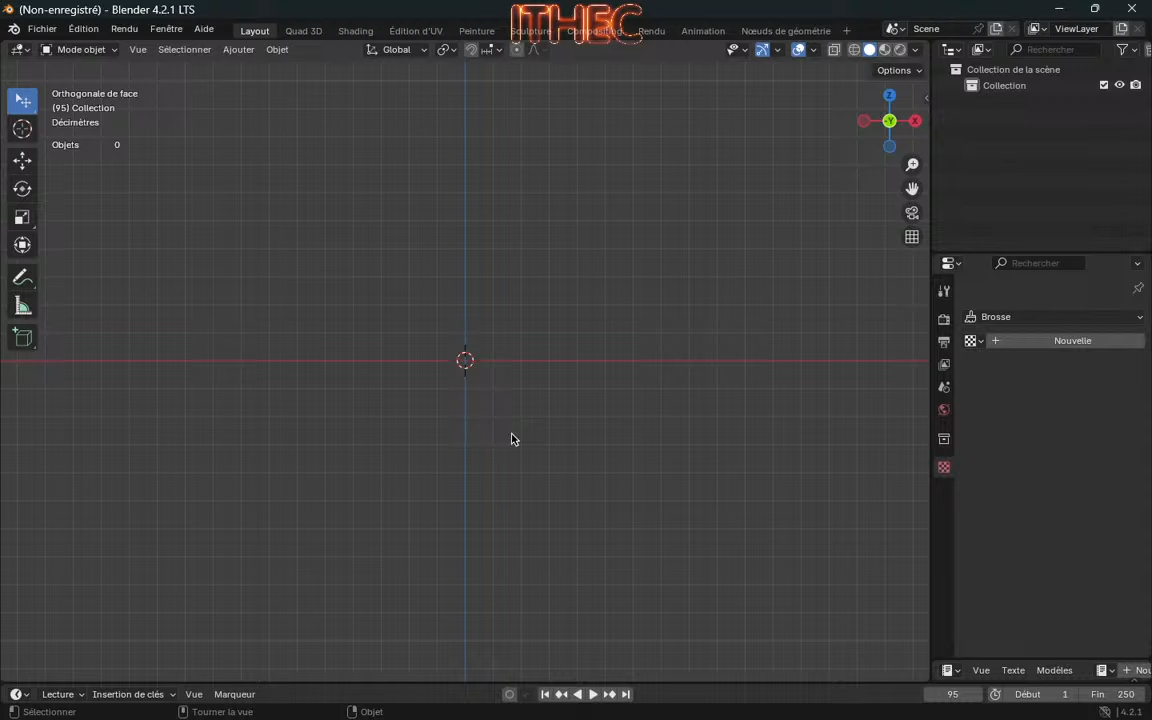 (Non-enregistré) - Blender 4.2.1 LTS
ITHEC
Fichier Édition Rendu Fenêtre Aide Layout Quad 3D Shading Édition d'UV Peinture Sculpture Compositing Rendu Animation Nœuds de géométrie + Scene ViewLayer
Mode objet Vue Sélectionner Ajouter Objet Global Rechercher
Options
Orthogonale de face
(95) Collection
Décimètres
Objets 0
Z
-Y
X
Collection de la scène
Collection
Rechercher
Brosse
+ Nouvelle
Vue Texte Modèles + Nou
Lecture Insertion de clés Vue Marqueur 95 Début 1 Fin 250
Sélectionner Tourner la vue Objet 4.2.1